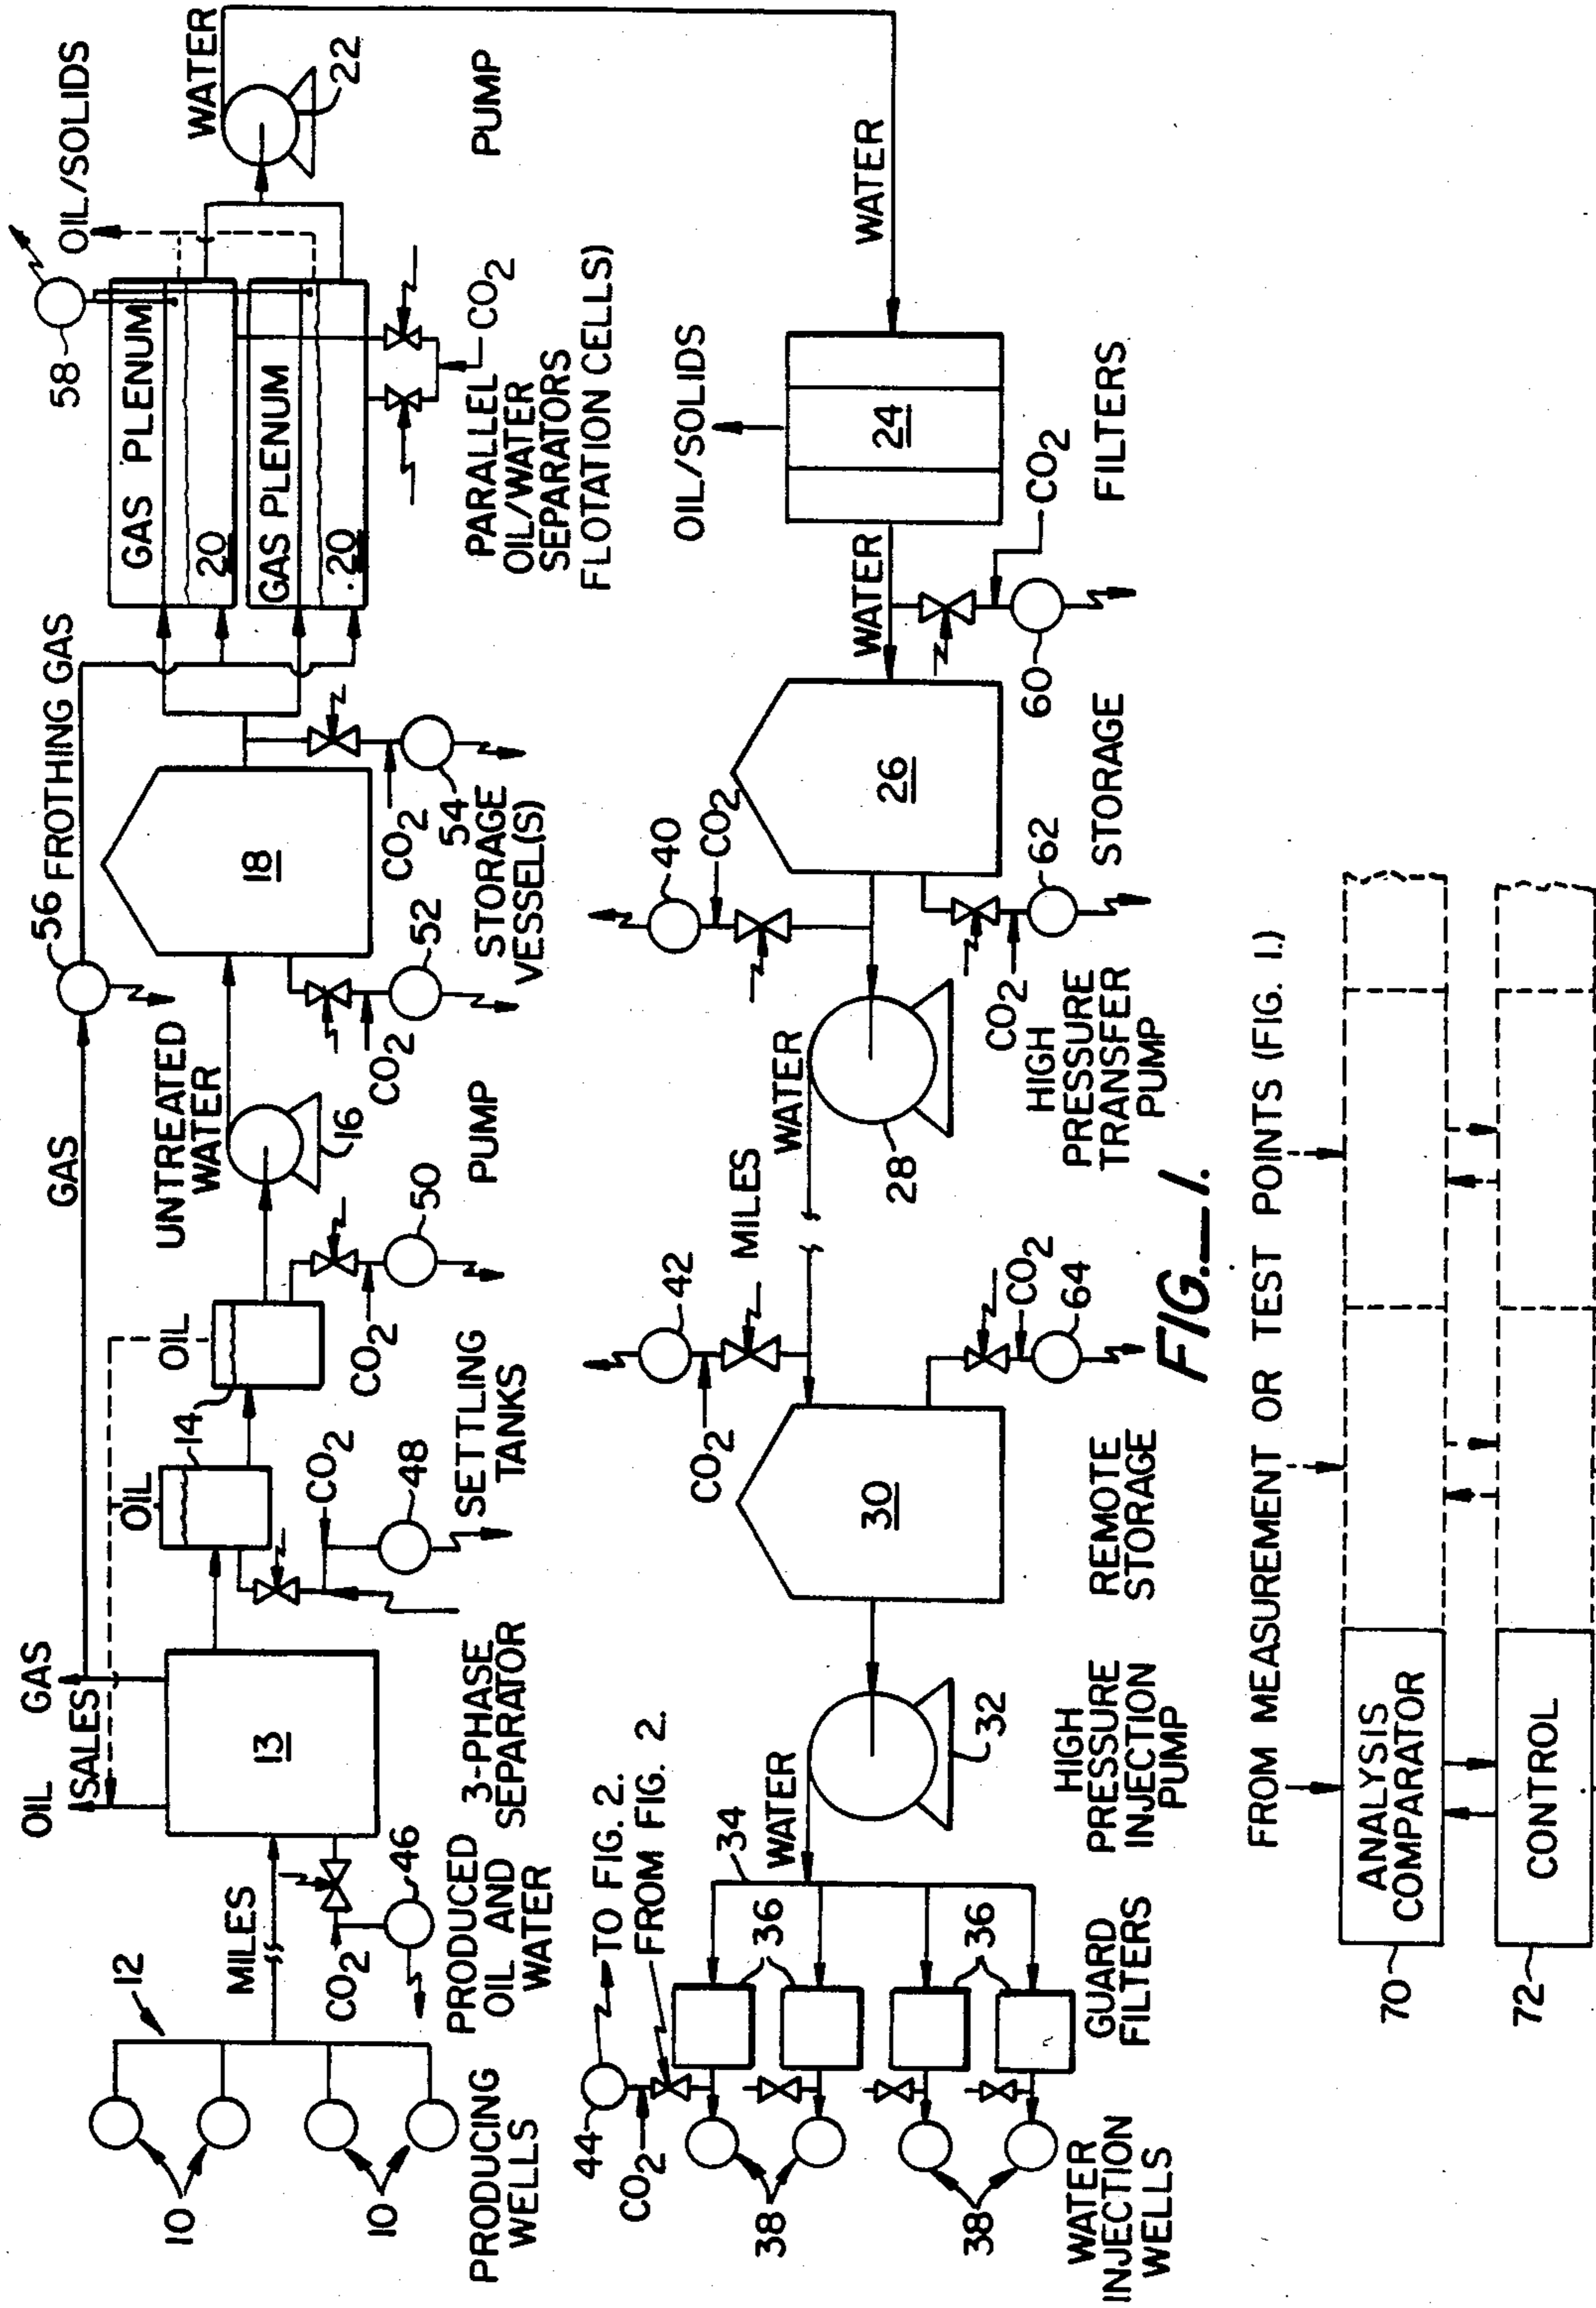 OIL
GAS
SALES
GAS
56
FROTHING GAS
58
OIL/SOLIDS
WATER
12
MILES
13
OIL
14
OIL
UNTREATED
WATER
16
18
GAS PLENUM
20
GAS PLENUM
20
22
10
10
CO2
46
CO2
48
CO2
50
CO2
52
CO2
54
CO2
PRODUCING
WELLS
PRODUCED
OIL AND
WATER
3-PHASE
SEPARATOR
SETTLING
TANKS
PUMP
STORAGE
VESSEL(S)
PARALLEL
OIL/WATER
SEPARATORS
FLOTATION CELLS)
PUMP
44
TO FIG. 2.
FROM FIG. 2.
CO2
34
WATER
36
36
38
38
32
30
42
CO2
MILES
WATER
28
40
CO2
26
WATER
24
OIL/SOLIDS
WATER
64
CO2
62
CO2
60
CO2
WATER
INJECTION
WELLS
GUARD
FILTERS
HIGH
PRESSURE
INJECTION
PUMP
REMOTE
STORAGE
HIGH
PRESSURE
TRANSFER
PUMP
STORAGE
FILTERS
FIG._1.
FROM MEASUREMENT OR TEST POINTS (FIG. 1.)
70
ANALYSIS
COMPARATOR
72
CONTROL